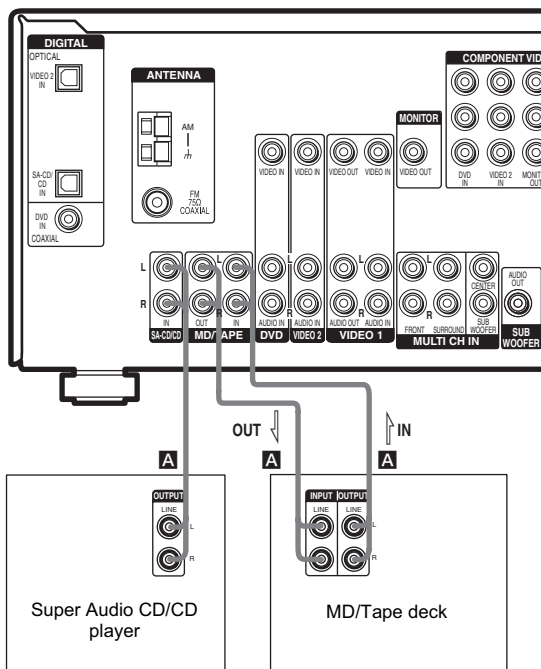 DIGITAL
OPTICAL
VIDEO 2
IN
SA-CD/
CD
IN
DVD
IN
COAXIAL
ANTENNA
AM
FM
75Ω
COAXIAL
MONITOR
VIDEO OUT
COMPONENT VID
DVD
IN
VIDEO 2
IN
MONIT
OUT
VIDEO IN
VIDEO IN
VIDEO OUT
VIDEO IN
L
L
L
L
R
R
R
R
IN
OUT
IN
AUDIO IN
AUDIO IN
AUDIO OUT
AUDIO IN
SA-CD/CD
MD/TAPE
DVD
VIDEO 2
VIDEO 1
CENTER
FRONT
SURROUND
SUB
WOOFER
MULTI CH IN
AUDIO
OUT
SUB
WOOFER
OUT
IN
A
A
A
OUTPUT
LINE
L
R
INPUT
OUTPUT
LINE
LINE
L
R
Super Audio CD/CD
player
MD/Tape deck